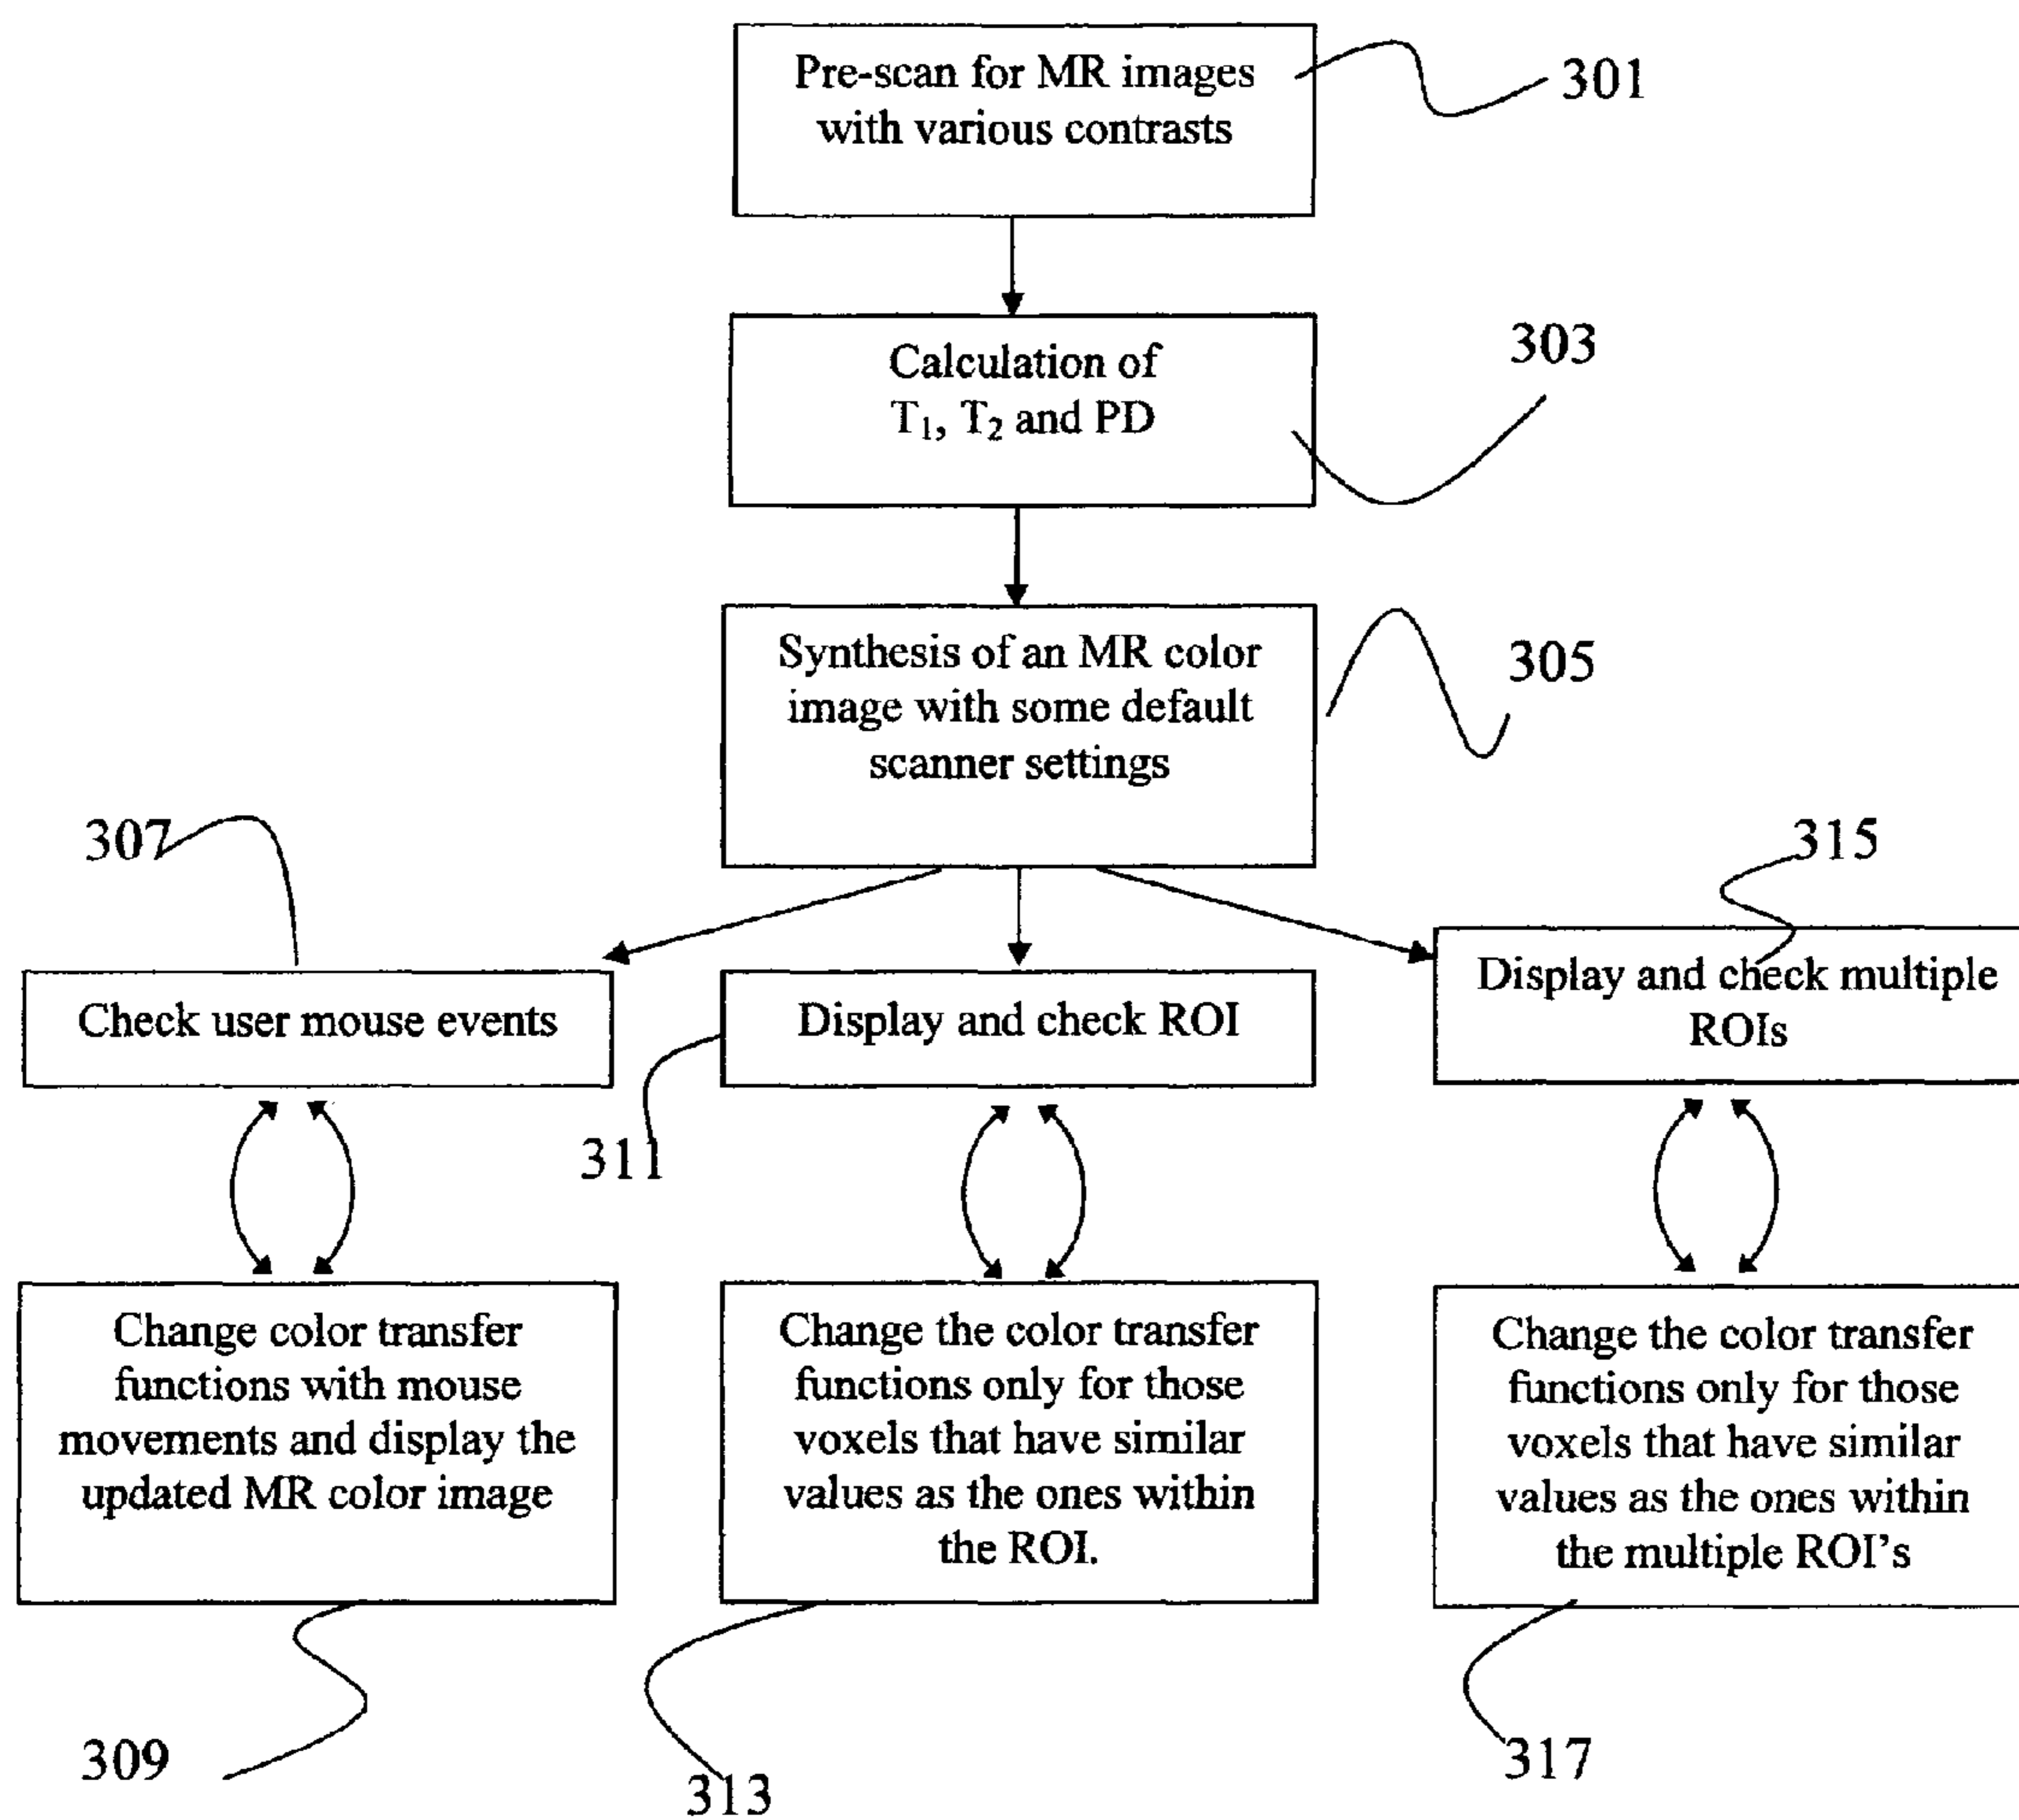 Pre-scan for MR images
with various contrasts
301
Calculation of
T₁, T₂ and PD
303
Synthesis of an MR color
image with some default
scanner settings
305
307
315
Check user mouse events
Display and check ROI
Display and check multiple
ROIs
311
Change color transfer
functions with mouse
movements and display the
updated MR color image
Change the color transfer
functions only for those
voxels that have similar
values as the ones within
the ROI.
Change the color transfer
functions only for those
voxels that have similar
values as the ones within
the multiple ROI's
309
313
317